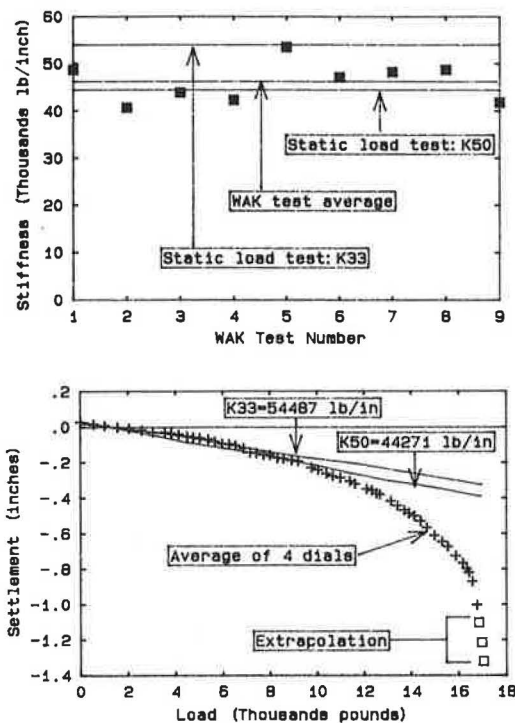 Stiffness (Thousands lb/inch)
60
50
40
30
20
10
0
Static load test: K50
WAK test average
Static load test: K33
1 2 3 4 5 6 7 8 9
WAK Test Number
Settlement (inches)
.2
.0
-.2
-.4
-.6
-.8
-1.0
-1.2
-1.4
K33=54487 lb/in
K50=44271 lb/in
Average of 4 dials
Extrapolation
0 2 4 6 8 10 12 14 16 18
Load (Thousand pounds)